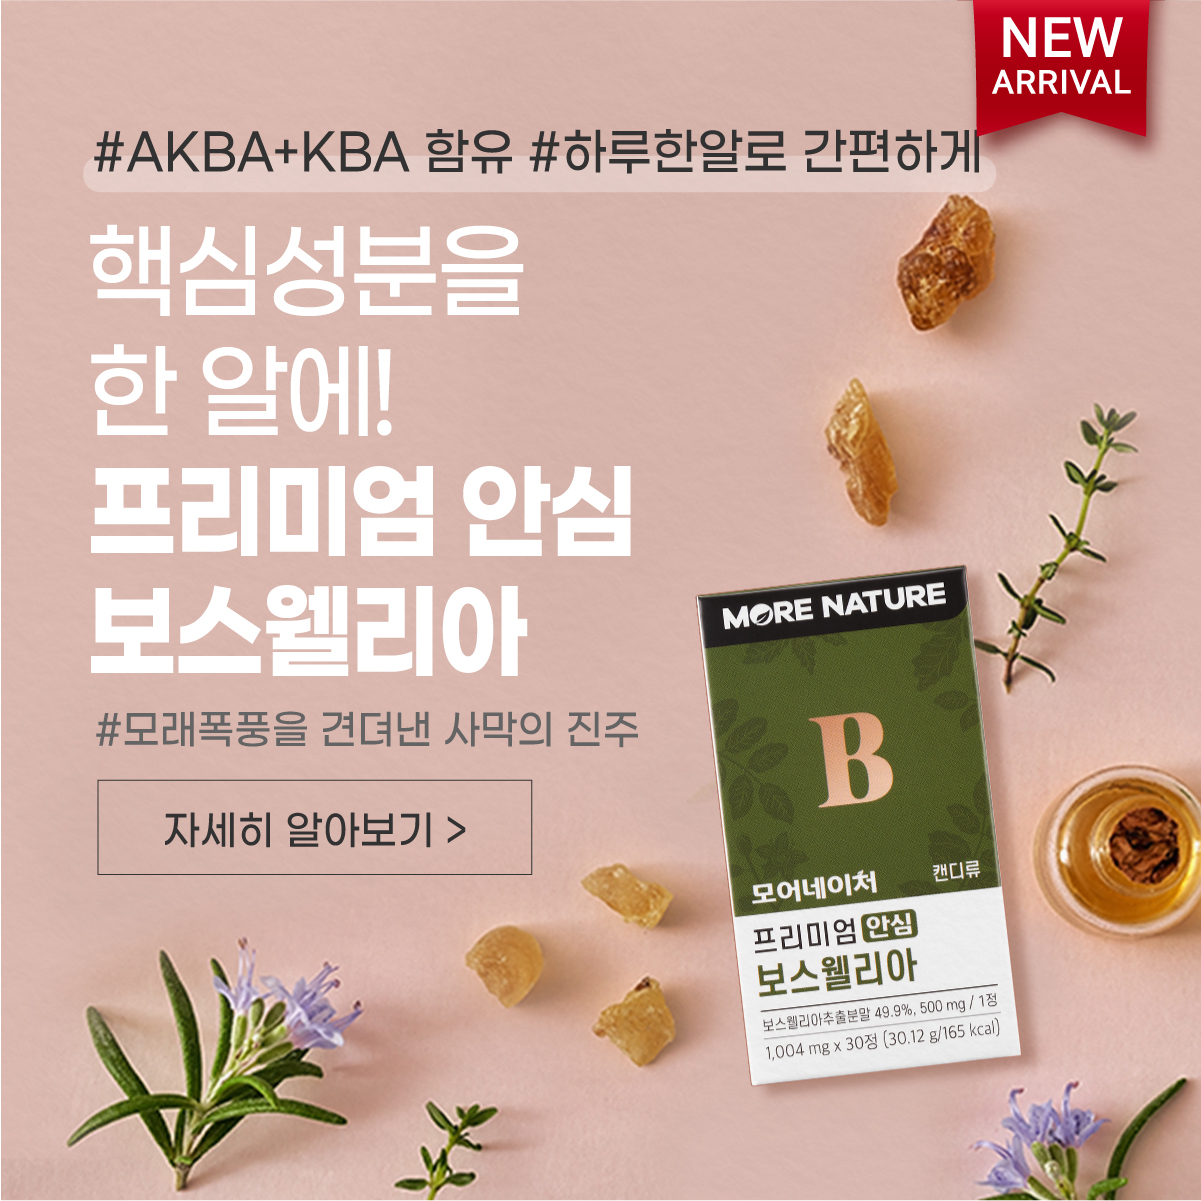 NEW
ARRIVAL
#AKBA+KBA 함유 #하루한알로 간편하게
핵심성분을
한 알에!
프리미엄 안심
보스웰리아
#모래폭풍을 견뎌낸 사막의 진주
자세히 알아보기 >
MORE NATURE
B
모어네이처
캔디류
프리미엄 안심
보스웰리아
보스웰리아추출분말 49.9%, 500 mg / 1정
1,004 mg x 30정 (30.12 g/165 kcal)